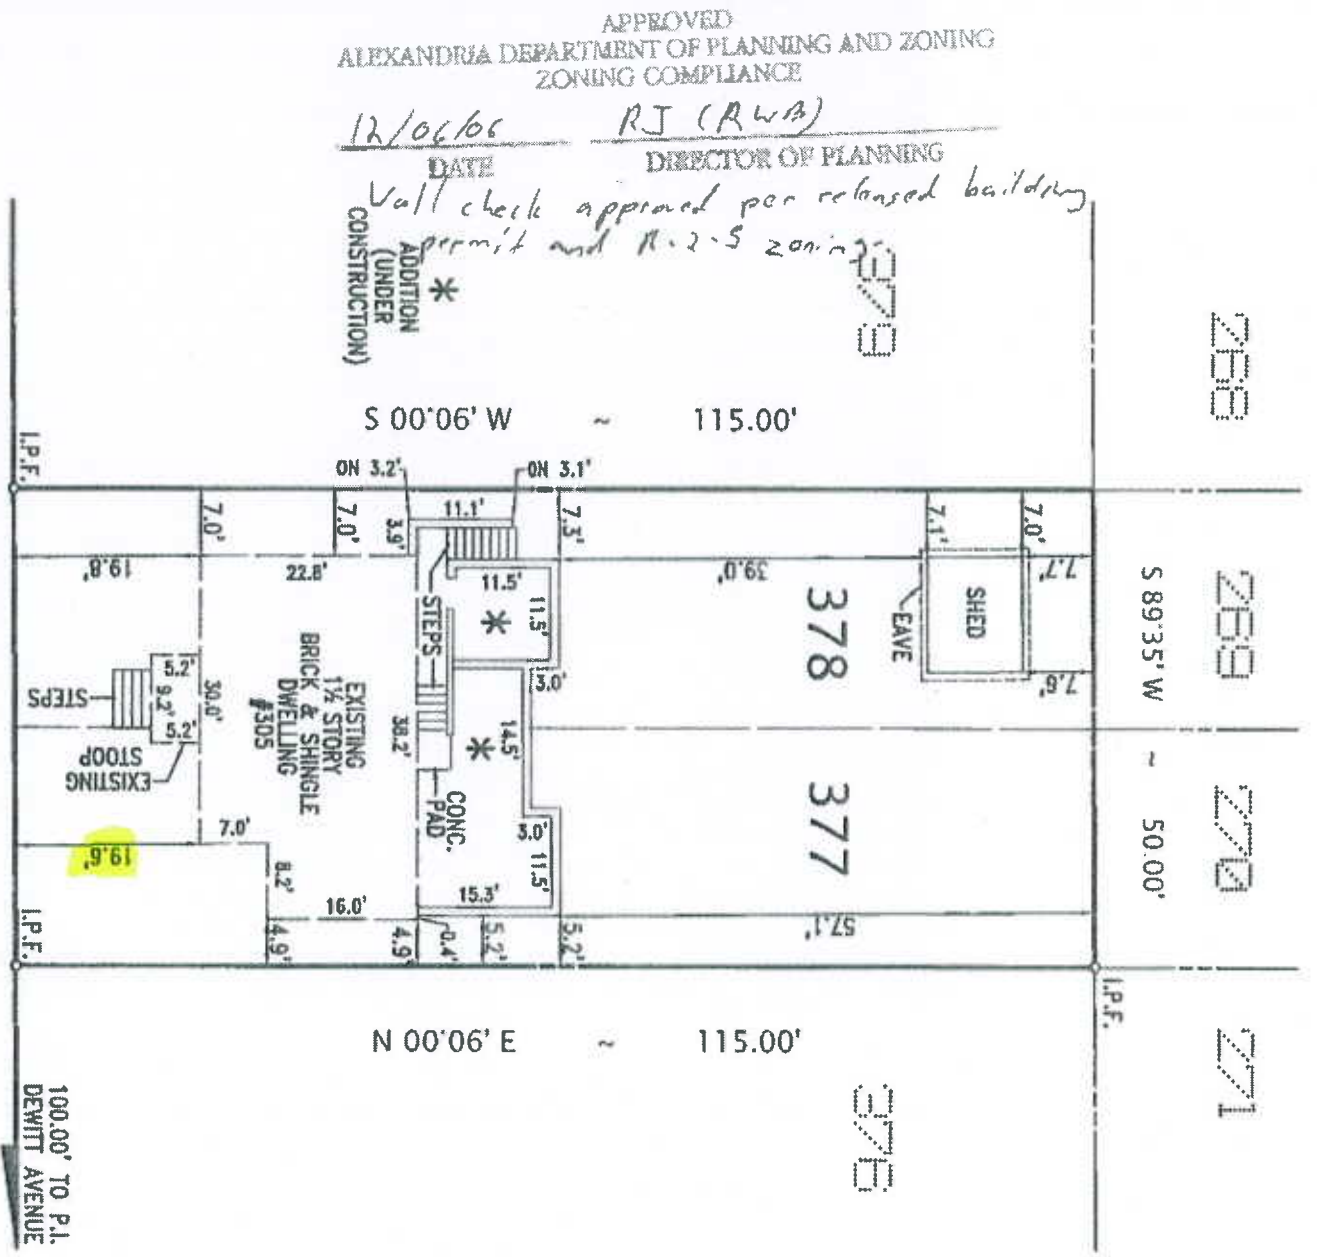 APPROVED
ALEXANDRIA DEPARTMENT OF PLANNING AND ZONING
ZONING COMPLIANCE
12/06/06 RJ (RWB)
DATE DIRECTOR OF PLANNING
Wall check approved per released building
permit and R-2-5 zoning.
ADDITION
(UNDER
CONSTRUCTION)
*
379
268
S 00°06' W ~ 115.00'
I.P.F.
ON 3.2'
ON 3.1'
7.0'
7.0'
3.9'
11.1'
7.3'
7.1'
7.0'
19.8'
22.8'
11.5'
11.5'
39.0'
7.7'
STEPS
*
SHED
EAVE
378
269
S 89°35' W ~ 50.00'
7.6'
3.0'
5.2'
9.2'
5.2'
STEPS
EXISTING
STOOP
30.0'
EXISTING
1½ STORY
BRICK & SHINGLE
DWELLING
#305
38.2'
14.5'
*
CONC.
PAD
377
270
7.0'
19.6'
8.2'
3.0'
11.5'
15.3'
16.0'
57.1'
4.9'
4.9'
0.4'
5.2'
5.2'
I.P.F.
I.P.F.
N 00°06' E ~ 115.00'
376
271
100.00' TO P.I.
DEWITT AVENUE